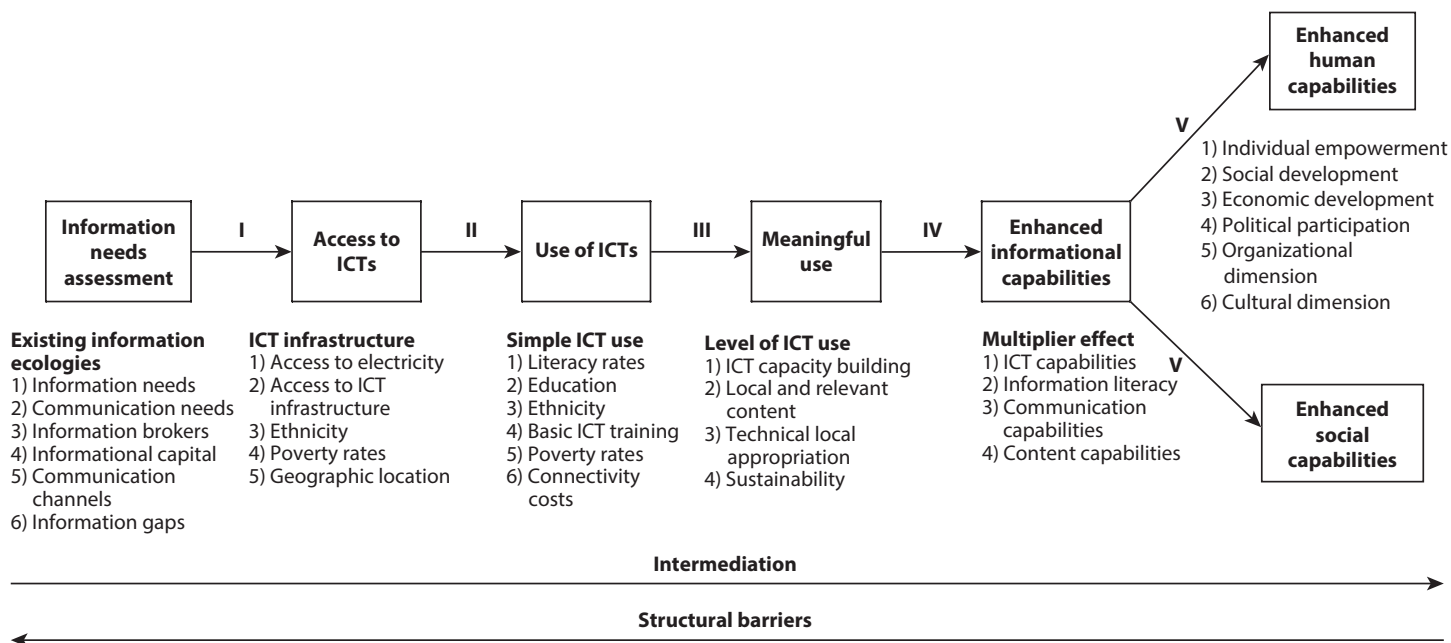 Information
needs
assessment
I
Access to
ICTs
II
Use of ICTs
III
Meaningful
use
IV
Enhanced
informational
capabilities
V
Enhanced
human
capabilities
1) Individual empowerment
2) Social development
3) Economic development
4) Political participation
5) Organizational
dimension
6) Cultural dimension
V
Enhanced
social
capabilities
Existing information
ecologies
1) Information needs
2) Communication needs
3) Information brokers
4) Informational capital
5) Communication
channels
6) Information gaps
ICT infrastructure
1) Access to electricity
2) Access to ICT
infrastructure
3) Ethnicity
4) Poverty rates
5) Geographic location
Simple ICT use
1) Literacy rates
2) Education
3) Ethnicity
4) Basic ICT training
5) Poverty rates
6) Connectivity
costs
Level of ICT use
1) ICT capacity building
2) Local and relevant
content
3) Technical local
appropriation
4) Sustainability
Multiplier effect
1) ICT capabilities
2) Information literacy
3) Communication
capabilities
4) Content capabilities
Intermediation
Structural barriers